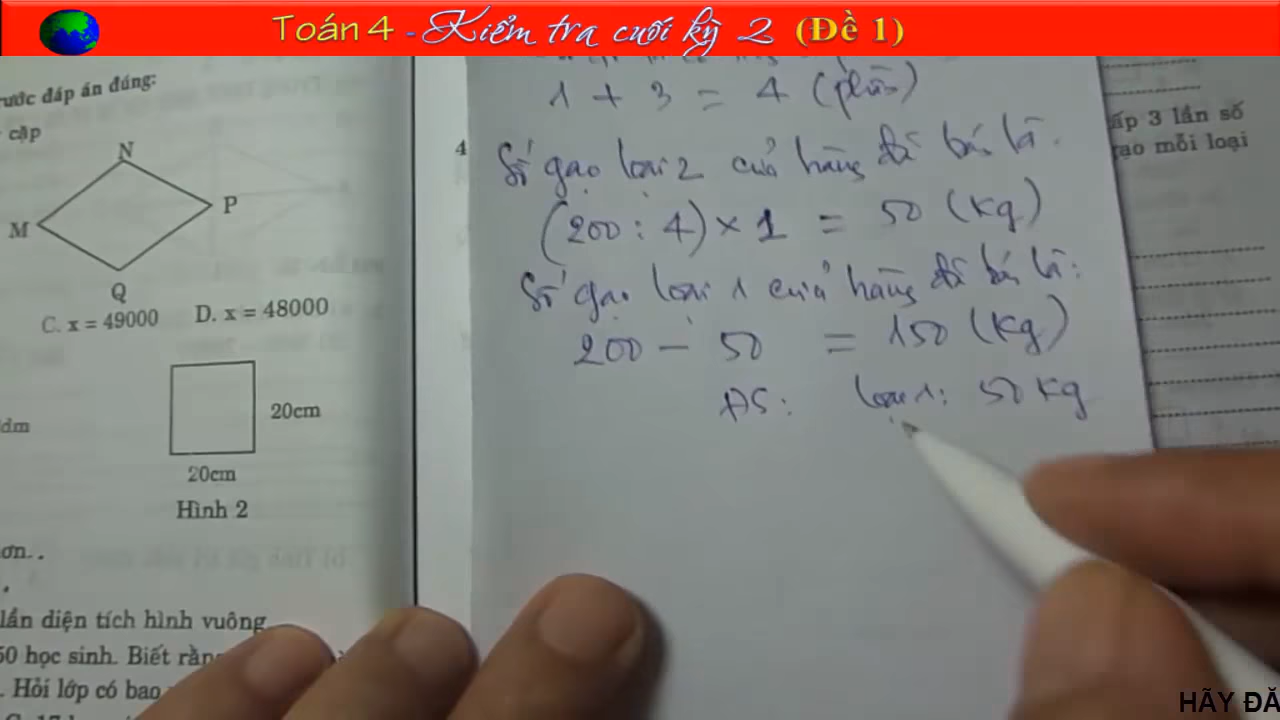 Toán 4 - Kiểm tra cuối kỳ 2 (Đề 1)
rước đáp án đúng:
cặp
N
M
P
Q
C. x = 49000 D. x = 48000
dm
20cm
20cm
Hình 2
ơn. .
lần diện tích hình vuông
50 học sinh. Biết rằn
. Hỏi lớp có bao
4
1 + 3 = 4 (phần)
Số gạo loại 2 cửa hàng đã bán là:
(200 : 4) × 1 = 50 (kg)
Số gạo loại 1 cửa hàng đã bán là:
200 - 50 = 150 (kg)
ĐS: loại 1: 50 kg
ấp 3 lần số
gạo mỗi loại
HÃY ĐĂ